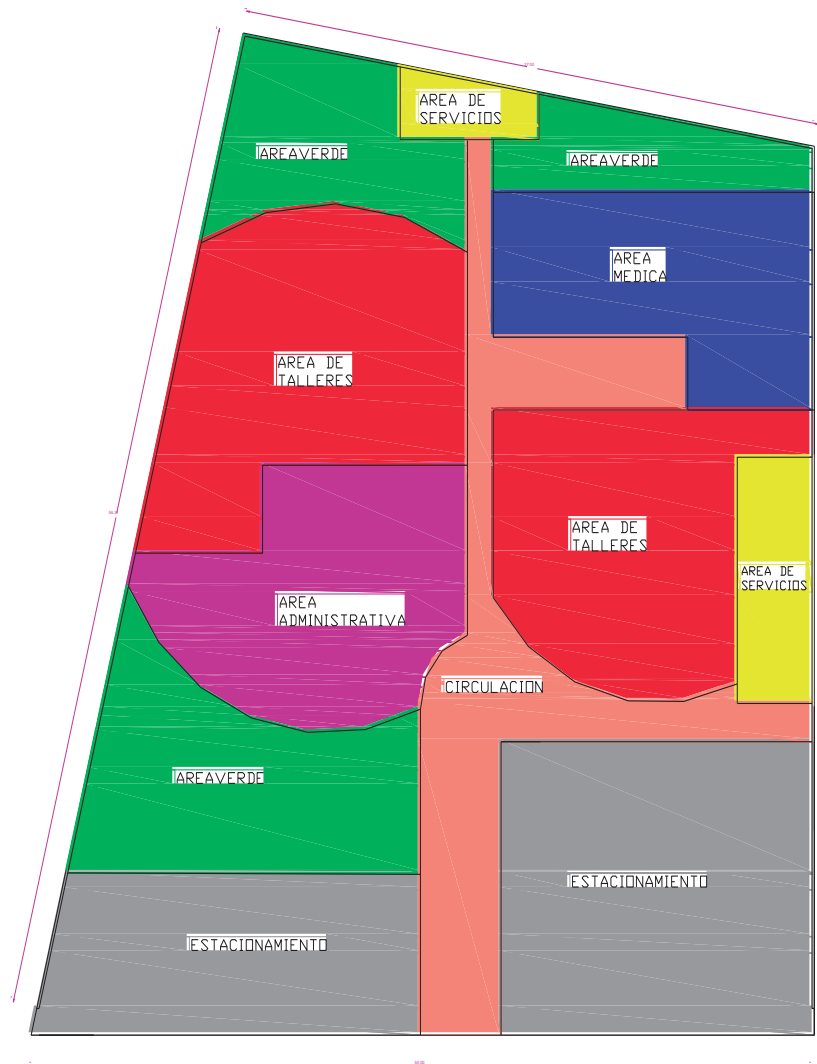 AREA DE
SERVICIOS
AREAVERDE
AREAVERDE
AREA
MEDICA
AREA DE
TALLERES
AREA DE
TALLERES
AREA DE
SERVICIOS
AREA
ADMINISTRATIVA
CIRCULACION
AREAVERDE
ESTACIONAMIENTO
ESTACIONAMIENTO